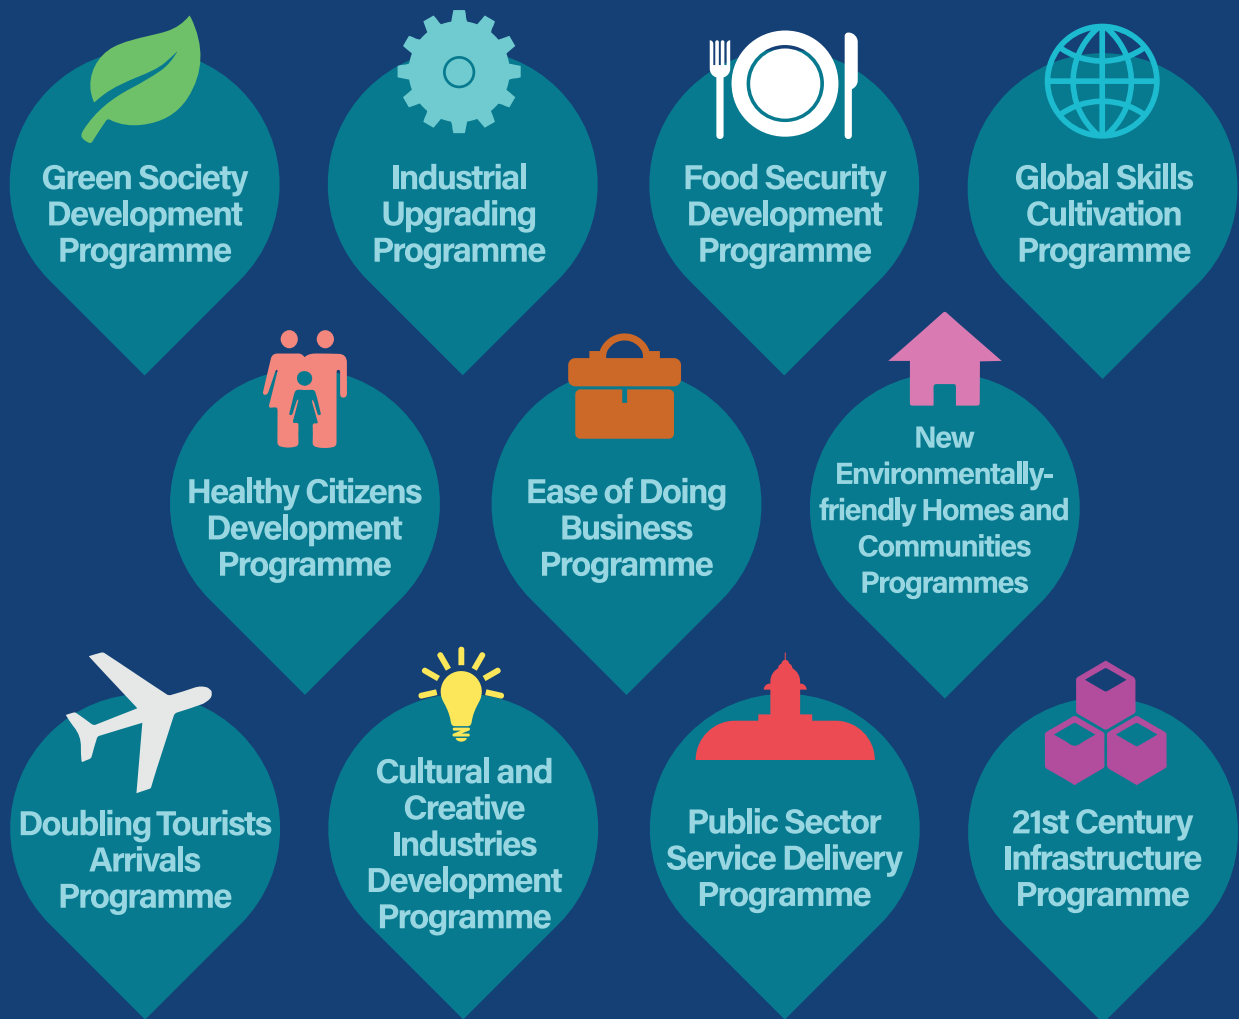 Green Society
Development
Programme
Industrial
Upgrading
Programme
Food Security
Development
Programme
Global Skills
Cultivation
Programme
Healthy Citizens
Development
Programme
Ease of Doing
Business
Programme
New
Environmentally-
friendly Homes and
Communities
Programmes
Doubling Tourists
Arrivals
Programme
Cultural and
Creative
Industries
Development
Programme
Public Sector
Service Delivery
Programme
21st Century
Infrastructure
Programme